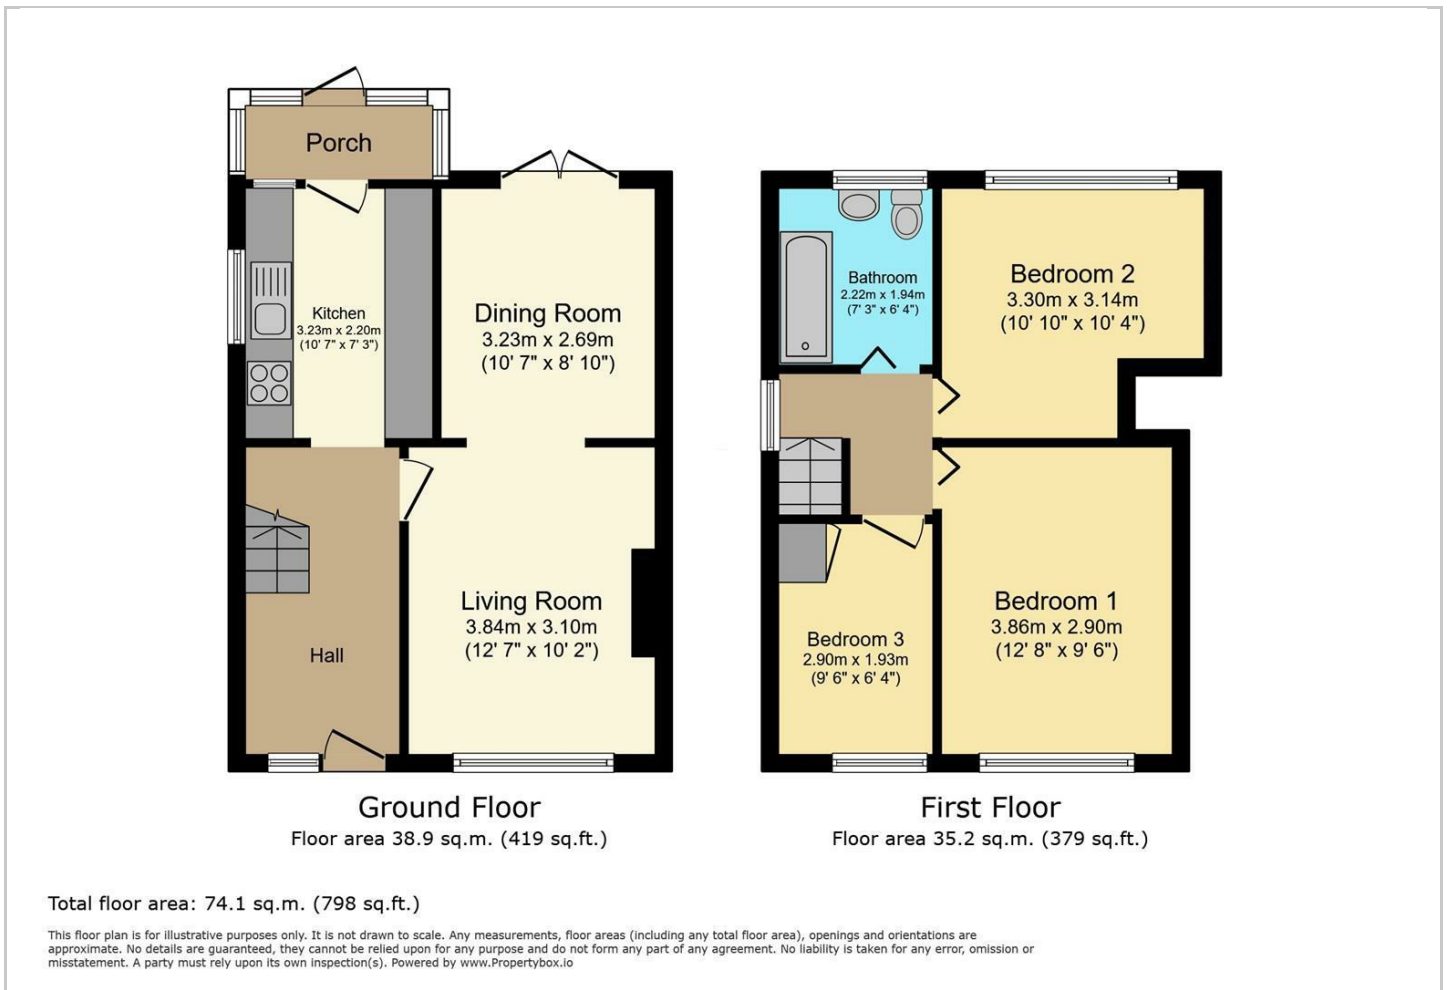 Porch
Kitchen
3.23m x 2.20m
(10' 7" x 7' 3")
Dining Room
3.23m x 2.69m
(10' 7" x 8' 10")
Living Room
3.84m x 3.10m
(12' 7" x 10' 2")
Hall
Ground Floor
Floor area 38.9 sq.m. (419 sq.ft.)
Bathroom
2.22m x 1.94m
(7' 3" x 6' 4")
Bedroom 2
3.30m x 3.14m
(10' 10" x 10' 4")
Bedroom 1
3.86m x 2.90m
(12' 8" x 9' 6")
Bedroom 3
2.90m x 1.93m
(9' 6" x 6' 4")
First Floor
Floor area 35.2 sq.m. (379 sq.ft.)
Total floor area: 74.1 sq.m. (798 sq.ft.)
This floor plan is for illustrative purposes only. It is not drawn to scale. Any measurements, floor areas (including any total floor area), openings and orientations are
approximate. No details are guaranteed, they cannot be relied upon for any purpose and do not form any part of any agreement. No liability is taken for any error, omission or
misstatement. A party must rely upon its own inspection(s). Powered by www.Propertybox.io